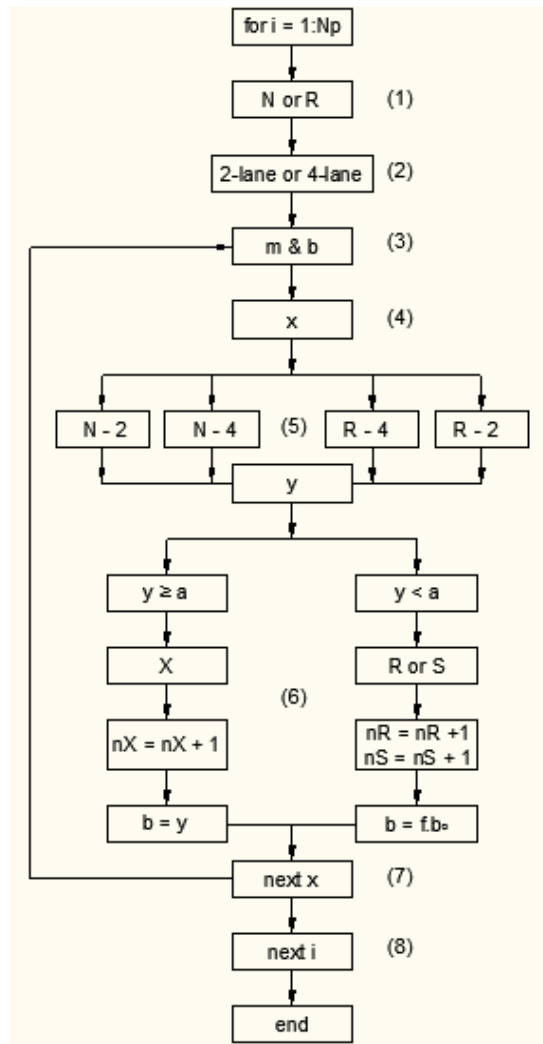 for i = 1:Np
N or R (1)
2-lane or 4-lane (2)
m & b (3)
x (4)
N - 2 N - 4 (5) R - 4 R - 2
y
y ≥ a y < a
X R or S
(6)
nX = nX + 1 nR = nR +1
nS = nS + 1
b = y b = f.b₀
next x (7)
next i (8)
end